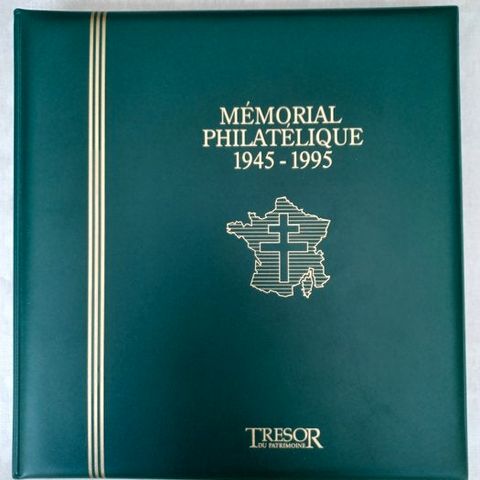 MÉMORIAL
PHILATÉLIQUE
1945 - 1995
TRESOR
DU PATRIMOINE